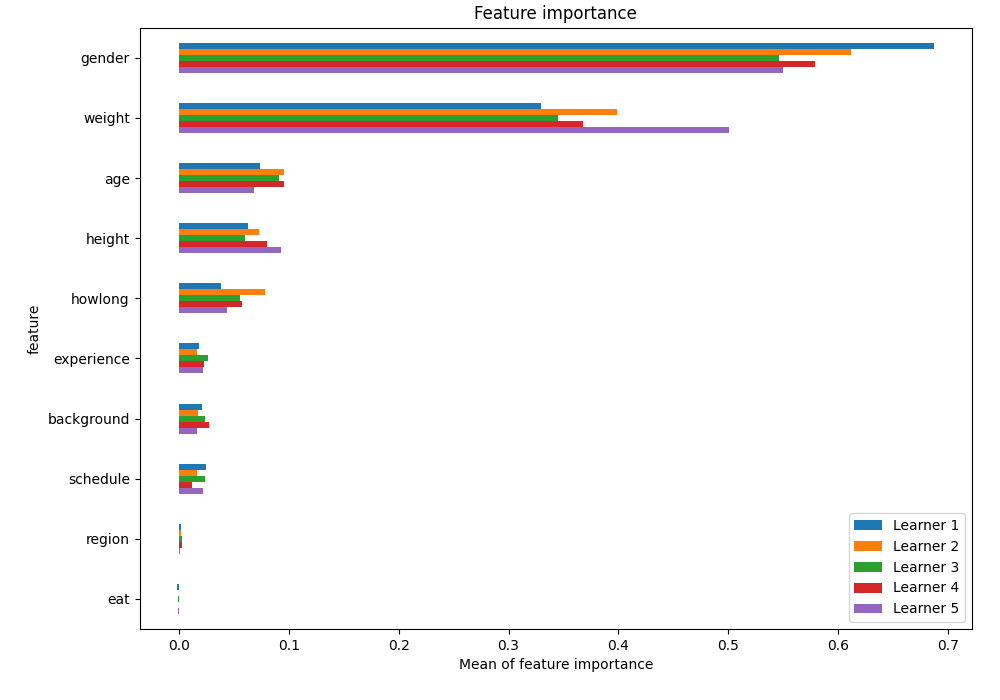 Feature importance
gender
weight
age
height
howlong
experience
background
schedule
region
eat
feature
Learner 1
Learner 2
Learner 3
Learner 4
Learner 5
0.0 0.1 0.2 0.3 0.4 0.5 0.6 0.7
Mean of feature importance